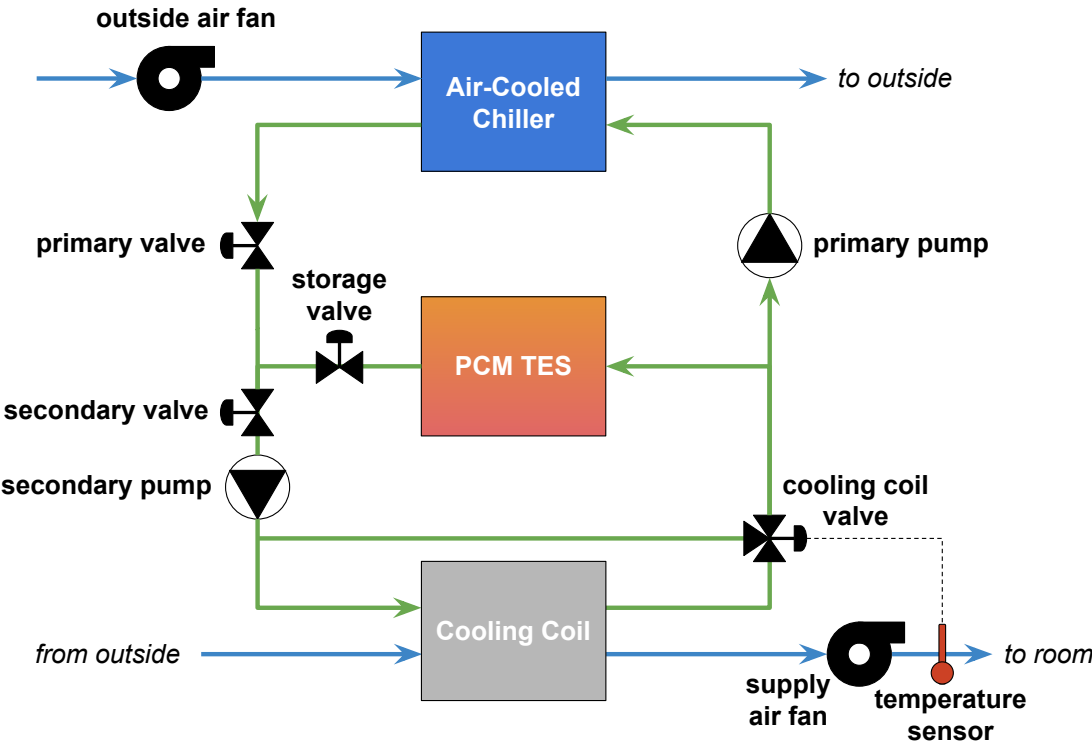 outside air fan
Air-Cooled
Chiller
to outside
primary valve
primary pump
storage
valve
PCM TES
secondary valve
secondary pump
cooling coil
valve
Cooling Coil
from outside
to room
supply
air fan
temperature
sensor